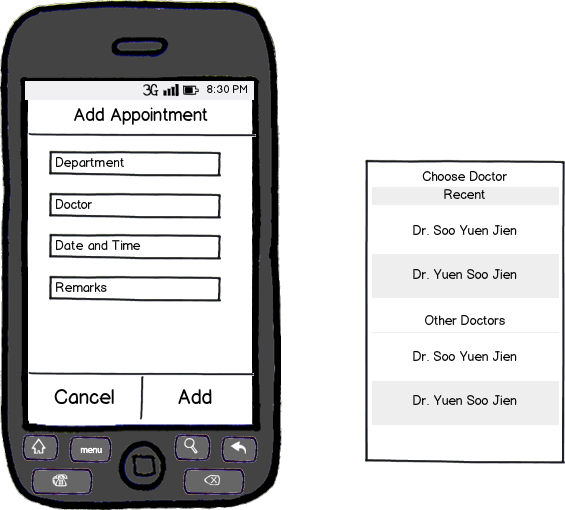 3G 8:30 PM
Add Appointment
Department
Doctor
Date and Time
Remarks
Cancel Add
menu
Choose Doctor
Recent
Dr. Soo Yuen Jien
Dr. Yuen Soo Jien
Other Doctors
Dr. Soo Yuen Jien
Dr. Yuen Soo Jien